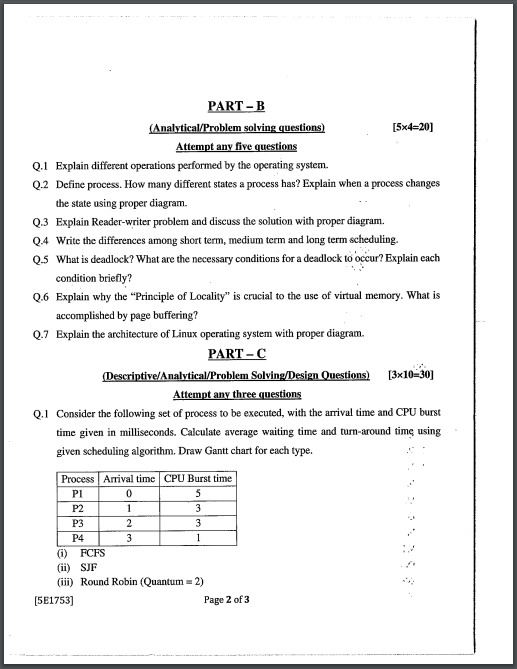 PART – B
(Analytical/Problem solving questions) [5×4=20]
Attempt any five questions
Q.1 Explain different operations performed by the operating system.
Q.2 Define process. How many different states a process has? Explain when a process changes
the state using proper diagram.
Q.3 Explain Reader-writer problem and discuss the solution with proper diagram.
Q.4 Write the differences among short term, medium term and long term scheduling.
Q.5 What is deadlock? What are the necessary conditions for a deadlock to occur? Explain each
condition briefly?
Q.6 Explain why the “Principle of Locality” is crucial to the use of virtual memory. What is
accomplished by page buffering?
Q.7 Explain the architecture of Linux operating system with proper diagram.
PART – C
(Descriptive/Analytical/Problem Solving/Design Questions) [3×10=30]
Attempt any three questions
Q.1 Consider the following set of process to be executed, with the arrival time and CPU burst
time given in milliseconds. Calculate average waiting time and turn-around time using
given scheduling algorithm. Draw Gantt chart for each type.
Process Arrival time CPU Burst time
P1 0 5
P2 1 3
P3 2 3
P4 3 1
(i) FCFS
(ii) SJF
(iii) Round Robin (Quantum = 2)
[5E1753] Page 2 of 3